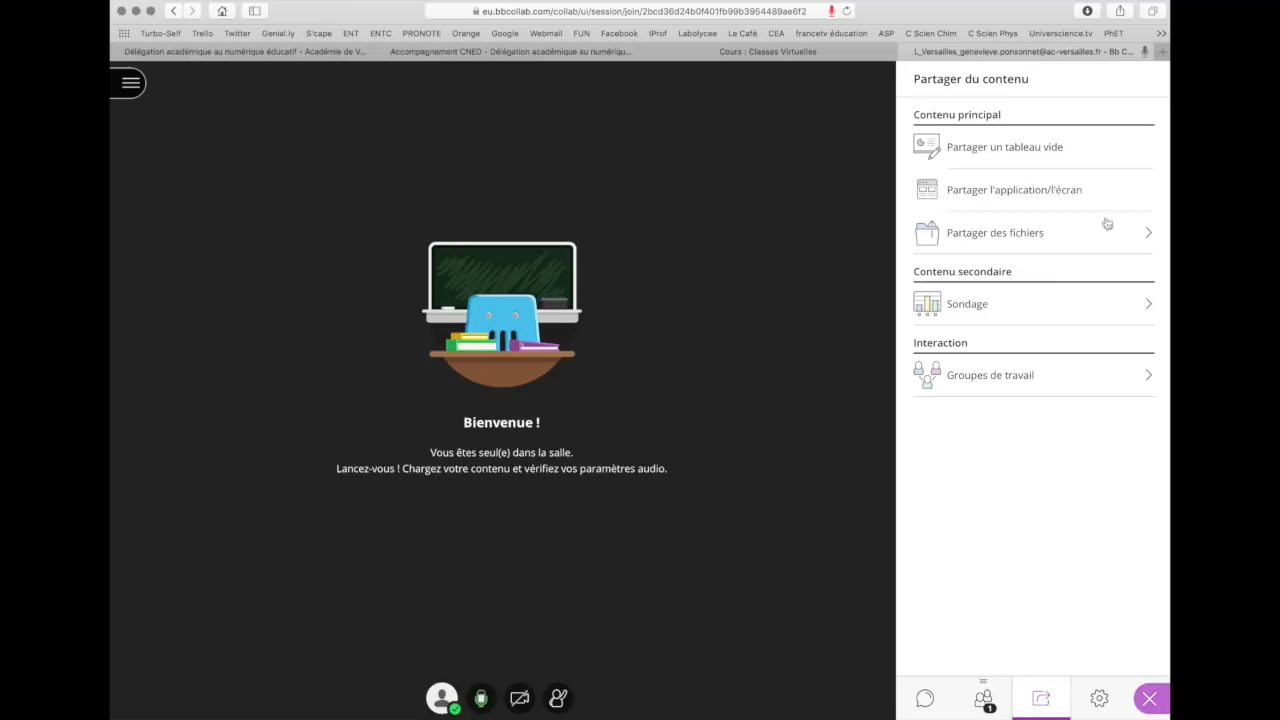 eu.bbcollab.com/collab/ui/session/join/2bcd36d24b0f401fb99b3954489ae6f2
Turbo-Self Trello Twitter Genial.ly S'cape ENT ENTC PRONOTE Orange Google Webmail FUN Facebook IProf Labolycee Le Café CEA francetv éducation ASP C Scien Chim C Scien Phys Universcience.tv PhET
Délégation académique au numérique éducatif - Académie de V... Accompagnement CNED – Délégation académique au numériqu... Cours : Classes Virtuelles L_Versailles_genevieve.ponsonnet@ac-versailles.fr - Bb C...
Partager du contenu
Contenu principal
Partager un tableau vide
Partager l'application/l'écran
Partager des fichiers
Contenu secondaire
Sondage
Interaction
Groupes de travail
Bienvenue !
Vous êtes seul(e) dans la salle.
Lancez-vous ! Chargez votre contenu et vérifiez vos paramètres audio.
1